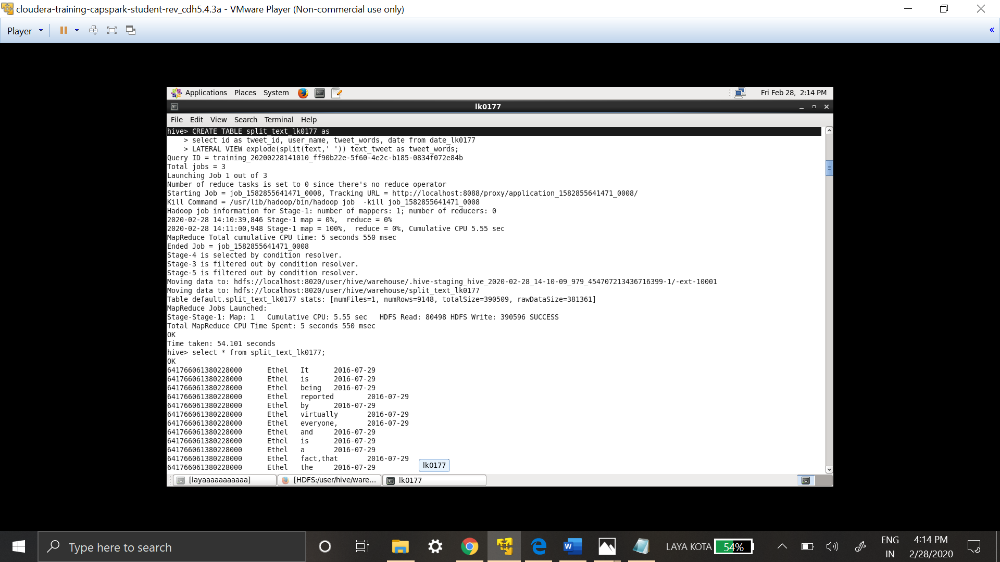 cloudera-training-capspark-student-rev_cdh5.4.3a - VMware Player (Non-commercial use only)
Player
Applications Places System Fri Feb 28, 2:14 PM
lk0177
File Edit View Search Terminal Help
hive> CREATE TABLE split_text_lk0177 as
    > select id as tweet_id, user_name, tweet_words, date from date_lk0177
    > LATERAL VIEW explode(split(text,' ')) text_tweet as tweet_words;
Query ID = training_20200228141010_ff90b22e-5f60-4e2c-b185-0834f072e84b
Total jobs = 3
Launching Job 1 out of 3
Number of reduce tasks is set to 0 since there's no reduce operator
Starting Job = job_1582855641471_0008, Tracking URL = http://localhost:8088/proxy/application_1582855641471_0008/
Kill Command = /usr/lib/hadoop/bin/hadoop job  -kill job_1582855641471_0008
Hadoop job information for Stage-1: number of mappers: 1; number of reducers: 0
2020-02-28 14:10:39,846 Stage-1 map = 0%,  reduce = 0%
2020-02-28 14:11:00,948 Stage-1 map = 100%,  reduce = 0%, Cumulative CPU 5.55 sec
MapReduce Total cumulative CPU time: 5 seconds 550 msec
Ended Job = job_1582855641471_0008
Stage-4 is selected by condition resolver.
Stage-3 is filtered out by condition resolver.
Stage-5 is filtered out by condition resolver.
Moving data to: hdfs://localhost:8020/user/hive/warehouse/.hive-staging_hive_2020-02-28_14-10-09_979_454707213436716399-1/-ext-10001
Moving data to: hdfs://localhost:8020/user/hive/warehouse/split_text_lk0177
Table default.split_text_lk0177 stats: [numFiles=1, numRows=9148, totalSize=390509, rawDataSize=381361]
MapReduce Jobs Launched:
Stage-Stage-1: Map: 1   Cumulative CPU: 5.55 sec   HDFS Read: 80498 HDFS Write: 390596 SUCCESS
Total MapReduce CPU Time Spent: 5 seconds 550 msec
OK
Time taken: 54.101 seconds
hive> select * from split_text_lk0177;
OK
641766061380228000 Ethel It 2016-07-29
641766061380228000 Ethel is 2016-07-29
641766061380228000 Ethel being 2016-07-29
641766061380228000 Ethel reported 2016-07-29
641766061380228000 Ethel by 2016-07-29
641766061380228000 Ethel virtually 2016-07-29
641766061380228000 Ethel everyone, 2016-07-29
641766061380228000 Ethel and 2016-07-29
641766061380228000 Ethel is 2016-07-29
641766061380228000 Ethel a 2016-07-29
641766061380228000 Ethel fact,that 2016-07-29
641766061380228000 Ethel the 2016-07-29
lk0177
[layaaaaaaaaaaa] [HDFS:/user/hive/ware... lk0177
Type here to search LAYA KOTA 54% ENG 4:14 PM
IN 2/28/2020